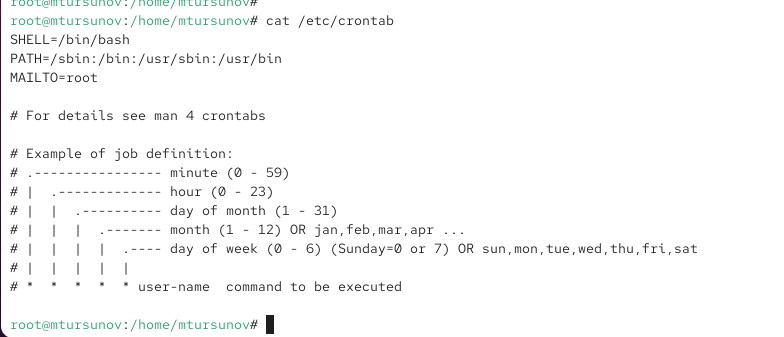 root@mtursunov:/home/mtursunov#
root@mtursunov:/home/mtursunov# cat /etc/crontab
SHELL=/bin/bash
PATH=/sbin:/bin:/usr/sbin:/usr/bin
MAILTO=root

# For details see man 4 crontabs

# Example of job definition:
# .---------------- minute (0 - 59)
# |  .------------- hour (0 - 23)
# |  |  .---------- day of month (1 - 31)
# |  |  |  .------- month (1 - 12) OR jan,feb,mar,apr ...
# |  |  |  |  .---- day of week (0 - 6) (Sunday=0 or 7) OR sun,mon,tue,wed,thu,fri,sat
# |  |  |  |  |
# *  *  *  *  * user-name  command to be executed

root@mtursunov:/home/mtursunov#